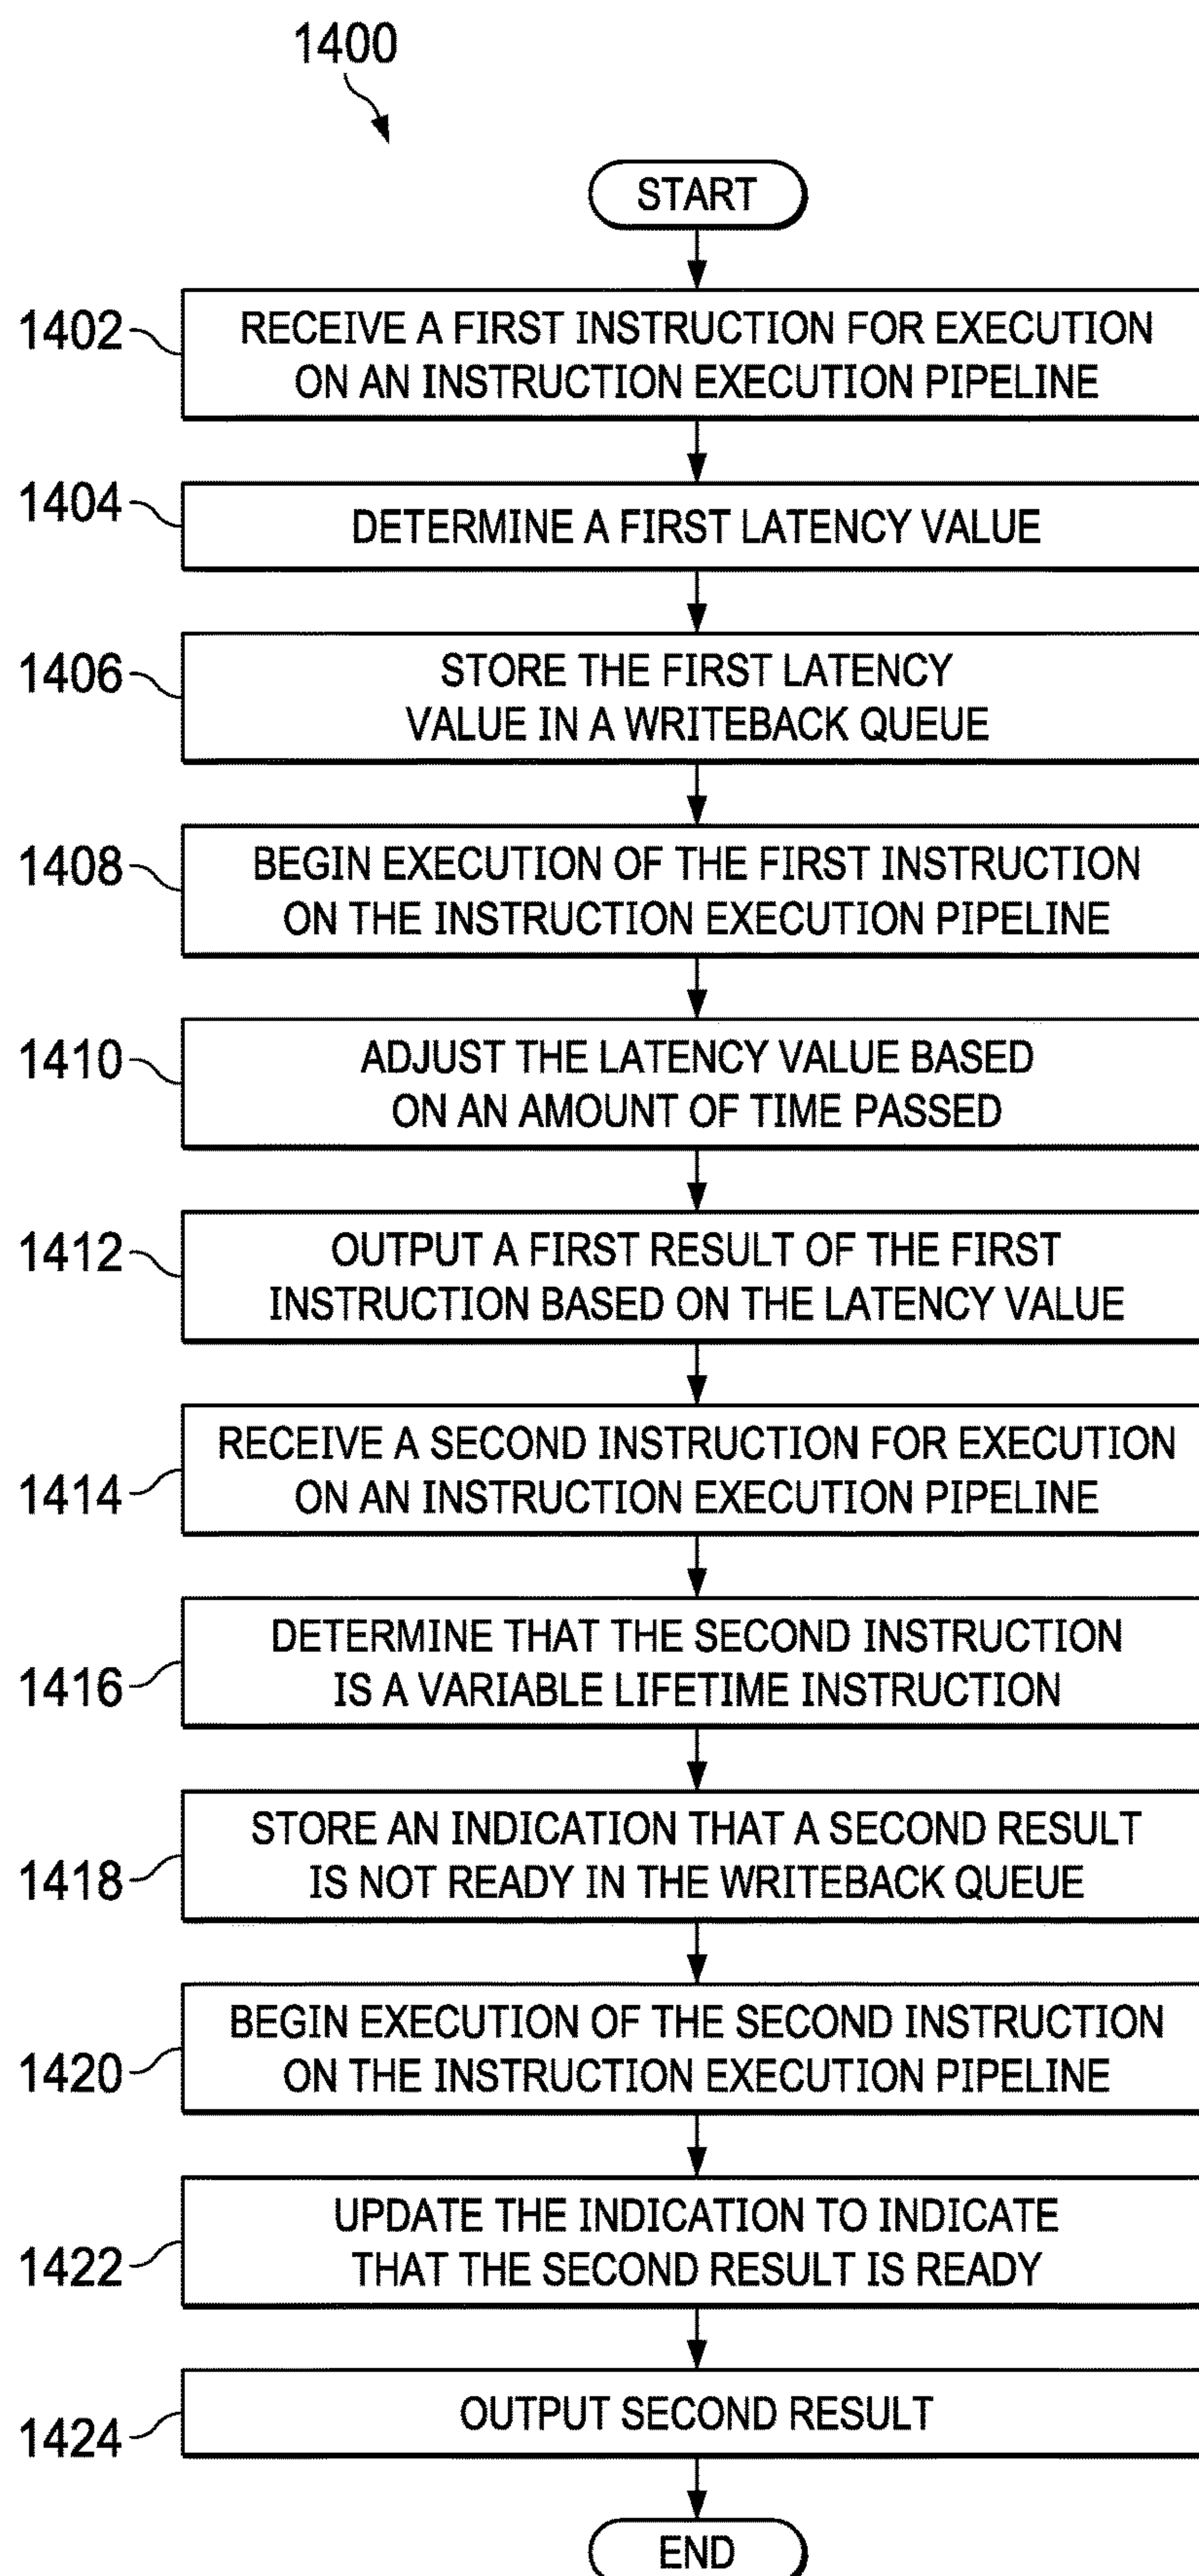 1400
START
1402
RECEIVE A FIRST INSTRUCTION FOR EXECUTION
ON AN INSTRUCTION EXECUTION PIPELINE
1404
DETERMINE A FIRST LATENCY VALUE
1406
STORE THE FIRST LATENCY
VALUE IN A WRITEBACK QUEUE
1408
BEGIN EXECUTION OF THE FIRST INSTRUCTION
ON THE INSTRUCTION EXECUTION PIPELINE
1410
ADJUST THE LATENCY VALUE BASED
ON AN AMOUNT OF TIME PASSED
1412
OUTPUT A FIRST RESULT OF THE FIRST
INSTRUCTION BASED ON THE LATENCY VALUE
1414
RECEIVE A SECOND INSTRUCTION FOR EXECUTION
ON AN INSTRUCTION EXECUTION PIPELINE
1416
DETERMINE THAT THE SECOND INSTRUCTION
IS A VARIABLE LIFETIME INSTRUCTION
1418
STORE AN INDICATION THAT A SECOND RESULT
IS NOT READY IN THE WRITEBACK QUEUE
1420
BEGIN EXECUTION OF THE SECOND INSTRUCTION
ON THE INSTRUCTION EXECUTION PIPELINE
1422
UPDATE THE INDICATION TO INDICATE
THAT THE SECOND RESULT IS READY
1424
OUTPUT SECOND RESULT
END